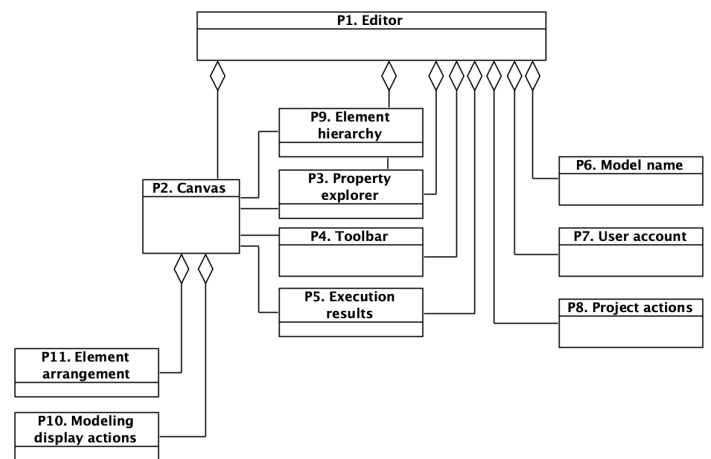 P1. Editor
P9. Element
hierarchy
P6. Model name
P3. Property
explorer
P2. Canvas
P4. Toolbar
P7. User account
P5. Execution
results
P8. Project actions
P11. Element
arrangement
P10. Modeling
display actions